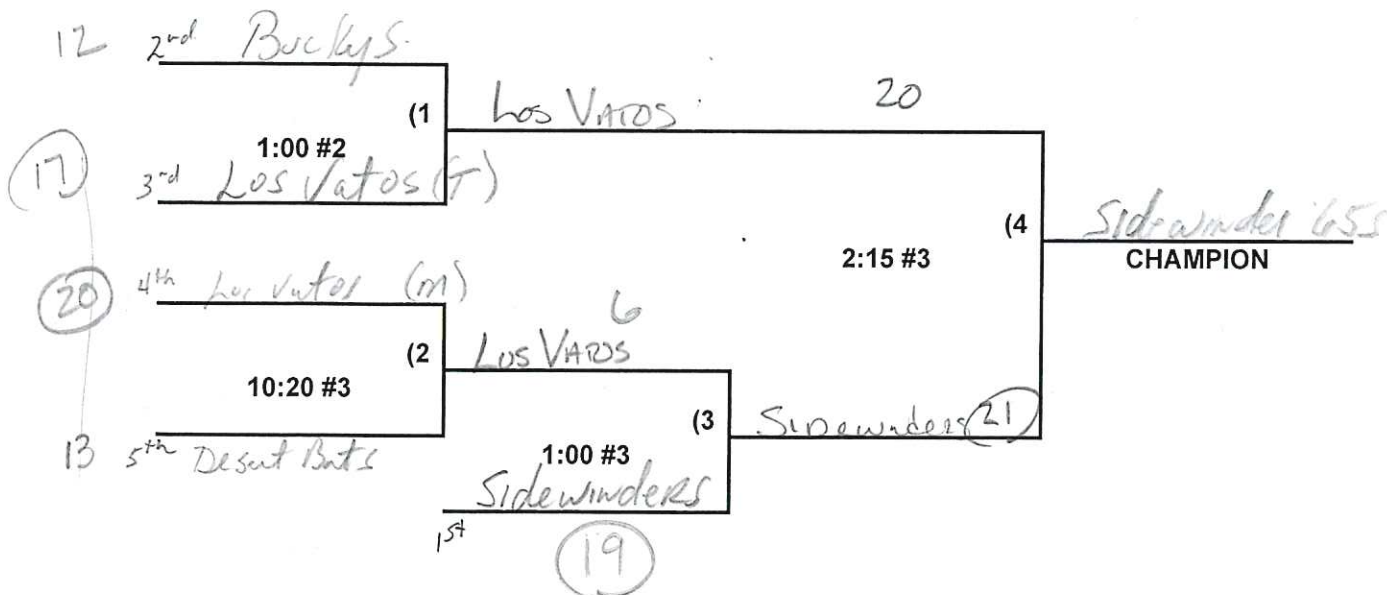 12 2nd Buckys.
(1 Los Vatos 20
1:00 #2
17 3rd Los Vatos (T)
(4 Sidewinder 65s
2:15 #3 CHAMPION
20 4th Los Vatos (m) 6
(2 Los Vatos
10:20 #3
(3 Sidewinders 21
13 5th Desert Bats
1:00 #3
Sidewinders
1st
19